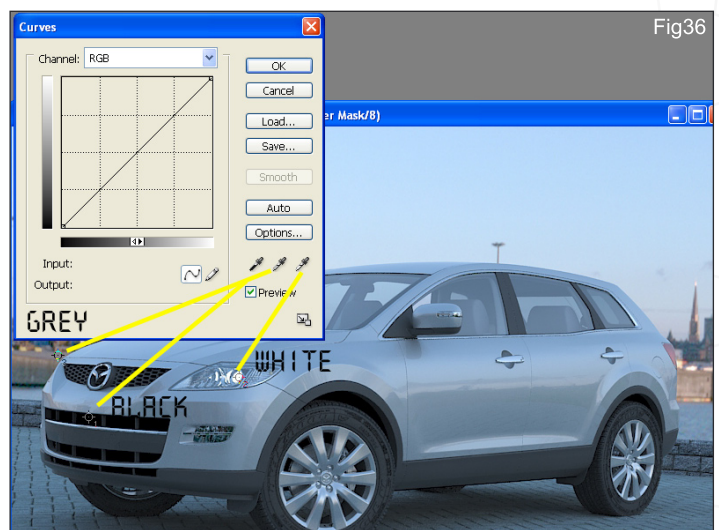 Fig36
Curves
Channel: RGB
OK
Cancel
er Mask/8)
Load...
Save...
Smooth
Auto
Options...
Input:
Output:
Preview
GREY
WHITE
BLACK
1